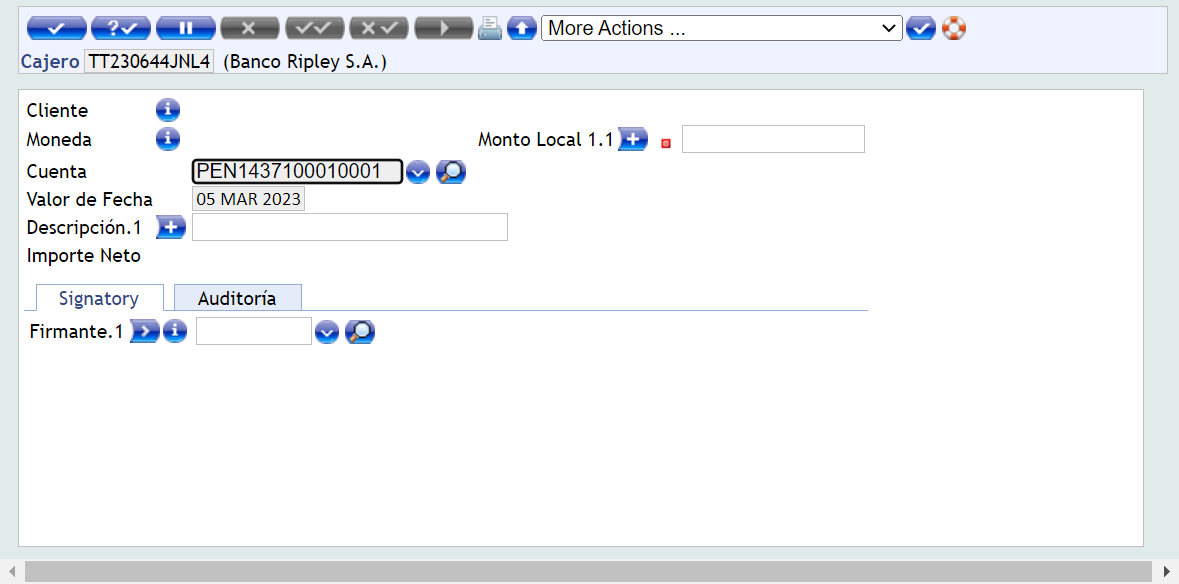 More Actions ...
Cajero TT230644JNL4 (Banco Ripley S.A.)
Cliente
Moneda Monto Local 1.1
Cuenta PEN1437100010001
Valor de Fecha 05 MAR 2023
Descripción.1
Importe Neto
Signatory Auditoría
Firmante.1